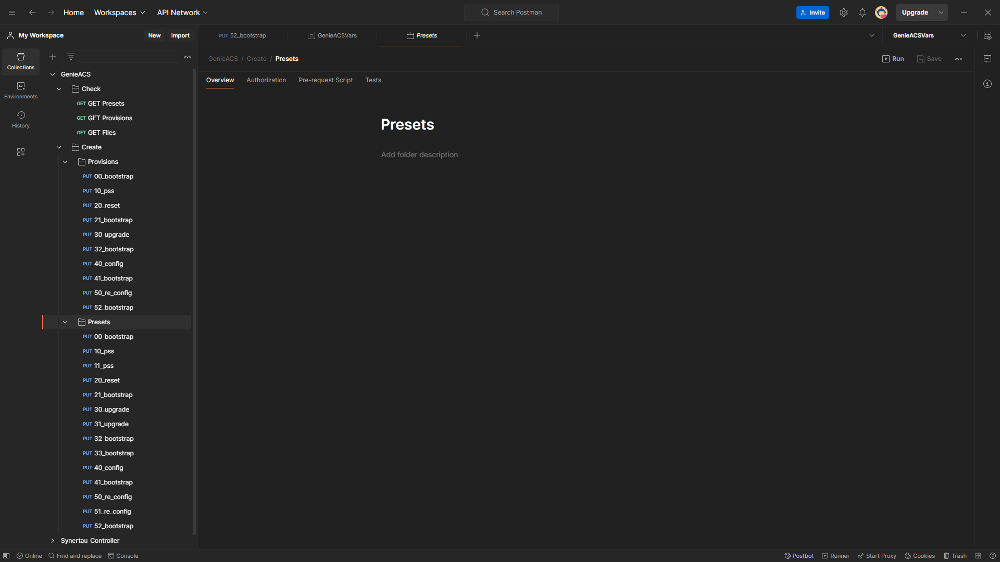 Home Workspaces API Network Search Postman Invite Upgrade
My Workspace New Import PUT 52_bootstrap GenieACSVars Presets GenieACSVars
GenieACS / Create / Presets Run Save
Overview Authorization Pre-request Script Tests
Presets
Add folder description
Collections
Environments
History
GenieACS
Check
GET GET Presets
GET GET Provisions
GET GET Files
Create
Provisions
PUT 00_bootstrap
PUT 10_pss
PUT 20_reset
PUT 21_bootstrap
PUT 30_upgrade
PUT 32_bootstrap
PUT 40_config
PUT 41_bootstrap
PUT 50_re_config
PUT 52_bootstrap
Presets
PUT 00_bootstrap
PUT 10_pss
PUT 11_pss
PUT 20_reset
PUT 21_bootstrap
PUT 30_upgrade
PUT 31_upgrade
PUT 32_bootstrap
PUT 33_bootstrap
PUT 40_config
PUT 41_bootstrap
PUT 50_re_config
PUT 51_re_config
PUT 52_bootstrap
Synertau_Controller
Online Find and replace Console Postbot Runner Start Proxy Cookies Trash